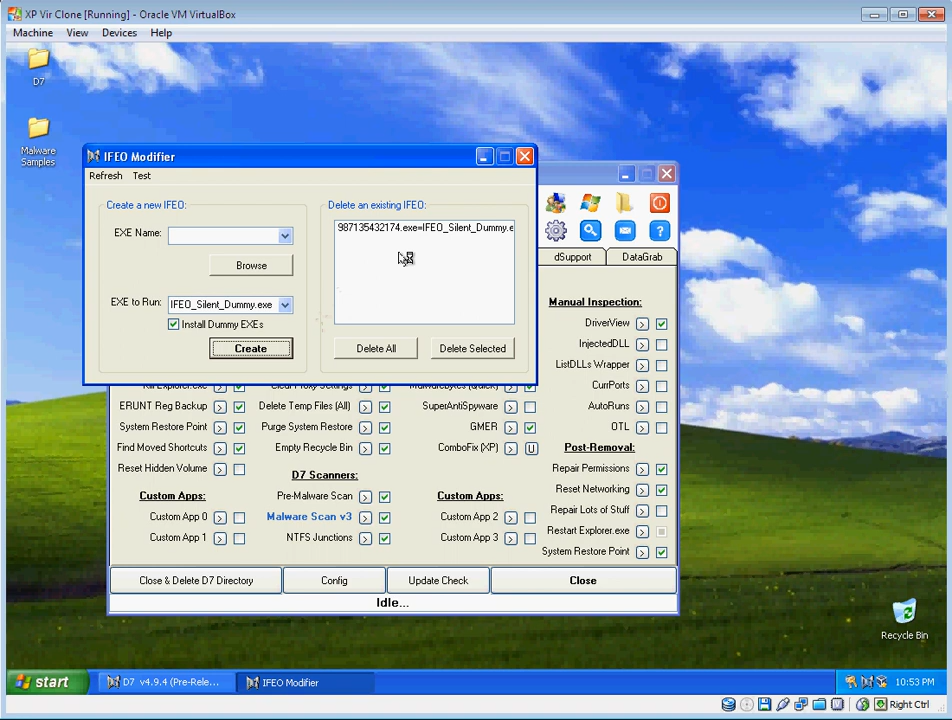 XP Vir Clone [Running] - Oracle VM VirtualBox
Machine View Devices Help
D7
Malware
Samples
IFEO Modifier
Refresh Test
Create a new IFEO:
EXE Name:
Browse
EXE to Run: IFEO_Silent_Dummy.exe
Install Dummy EXEs
Create
Delete an existing IFEO:
987135432174.exe=IFEO_Silent_Dummy.e
Delete All Delete Selected
dSupport DataGrab
Manual Inspection:
DriverView
InjectedDLL
ListDLLs Wrapper
CurrPorts
AutoRuns
OTL
Post-Removal:
Repair Permissions
Reset Networking
Repair Lots of Stuff
Restart Explorer.exe
System Restore Point
Kill Explorer.exe
ERUNT Reg Backup
System Restore Point
Find Moved Shortcuts
Reset Hidden Volume
Custom Apps:
Custom App 0
Custom App 1
Clear Proxy Settings
Delete Temp Files (All)
Purge System Restore
Empty Recycle Bin
D7 Scanners:
Pre-Malware Scan
Malware Scan v3
NTFS Junctions
Malwarebytes (Quick)
SuperAntiSpyware
GMER
ComboFix (XP) U
Custom Apps:
Custom App 2
Custom App 3
Close & Delete D7 Directory Config Update Check Close
Idle...
Recycle Bin
start D7 v4.9.4 (Pre-Rele... IFEO Modifier 10:53 PM
Right Ctrl